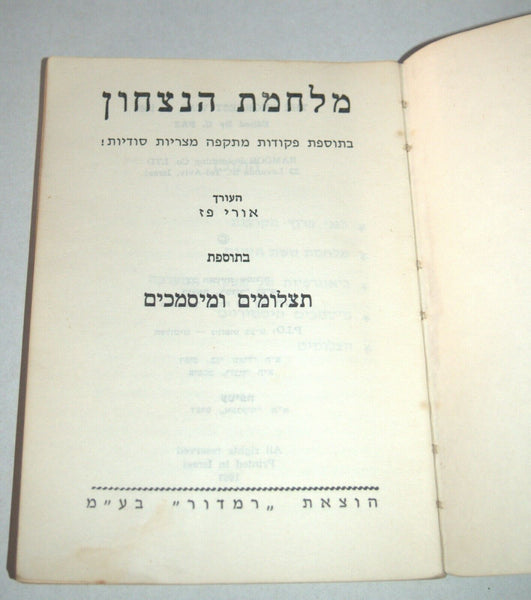 מלחמת הנצחון
בתוספת פקודות מתקפה מצריות סודיות!
העורך
אורי פז
בתוספת
תצלומים ומיסמכים
הוצאת „רמדור" בע"מ